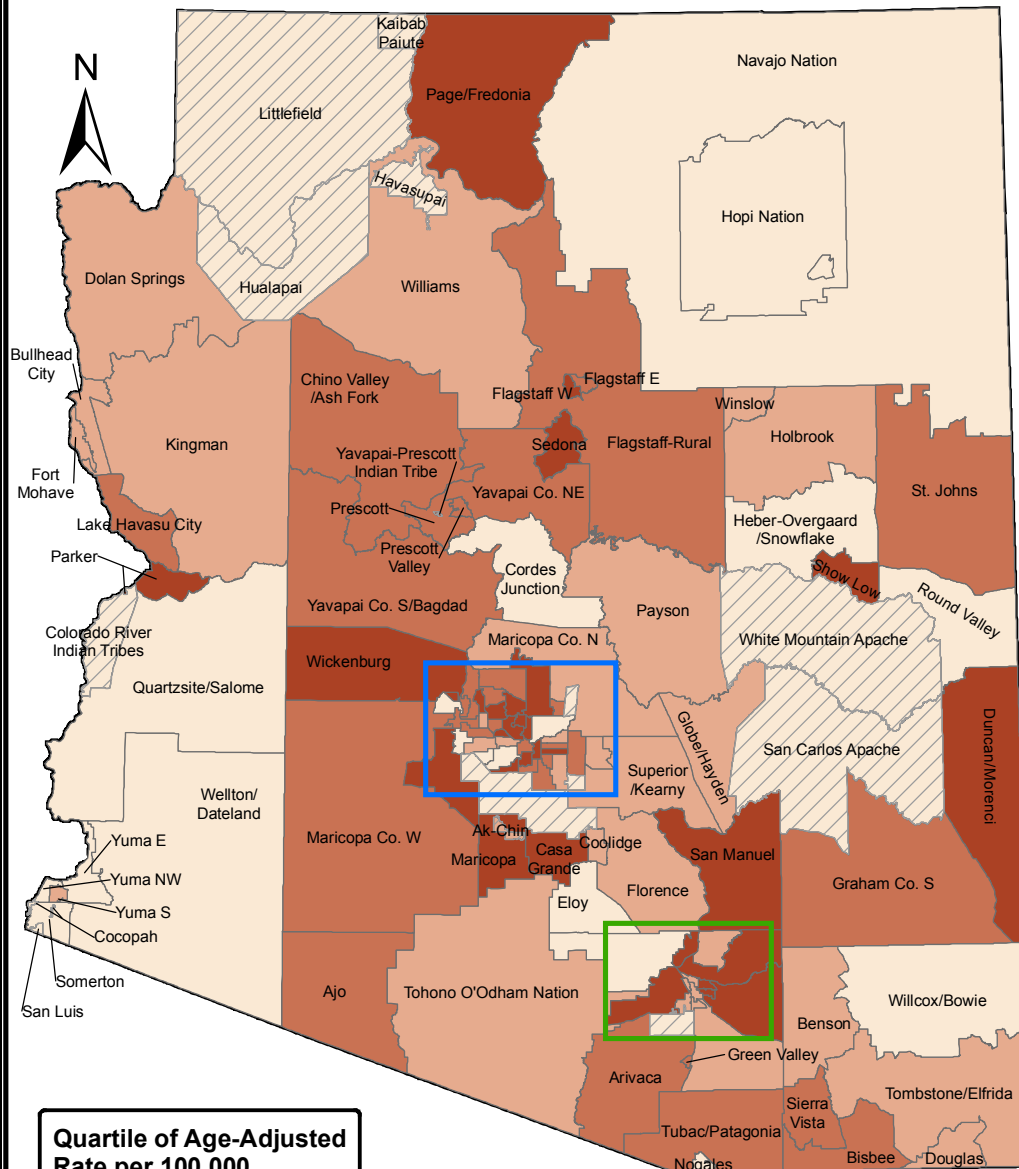 Kaibab
Paiute
N
Navajo Nation
Page/Fredonia
Littlefield
Havasupai
Hopi Nation
Dolan Springs
Hualapai
Williams
Bullhead
City
Chino Valley
/Ash Fork
Flagstaff E
Flagstaff W
Winslow
Kingman
Yavapai-Prescott
Indian Tribe
Sedona
Flagstaff-Rural
Holbrook
Fort
Mohave
St. Johns
Yavapai Co. NE
Prescott
Lake Havasu City
Heber-Overgaard
/Snowflake
Parker
Prescott
Valley
Cordes
Junction
Show Low
Round Valley
Yavapai Co. S/Bagdad
Payson
Colorado River
Indian Tribes
Maricopa Co. N
White Mountain Apache
Wickenburg
Quartzsite/Salome
Globe/Hayden
Duncan/Morenci
San Carlos Apache
Superior
/Kearny
Wellton/
Dateland
Maricopa Co. W
Ak-Chin
Yuma E
Maricopa
Casa
Grande
Coolidge
San Manuel
Yuma NW
Florence
Graham Co. S
Eloy
Yuma S
Cocopah
Somerton
Ajo
Tohono O'Odham Nation
Willcox/Bowie
San Luis
Benson
Green Valley
Arivaca
Tombstone/Elfrida
Sierra
Vista
Tubac/Patagonia
Bisbee
Douglas
Nogales
Quartile of Age-Adjusted
Rate per 100,000